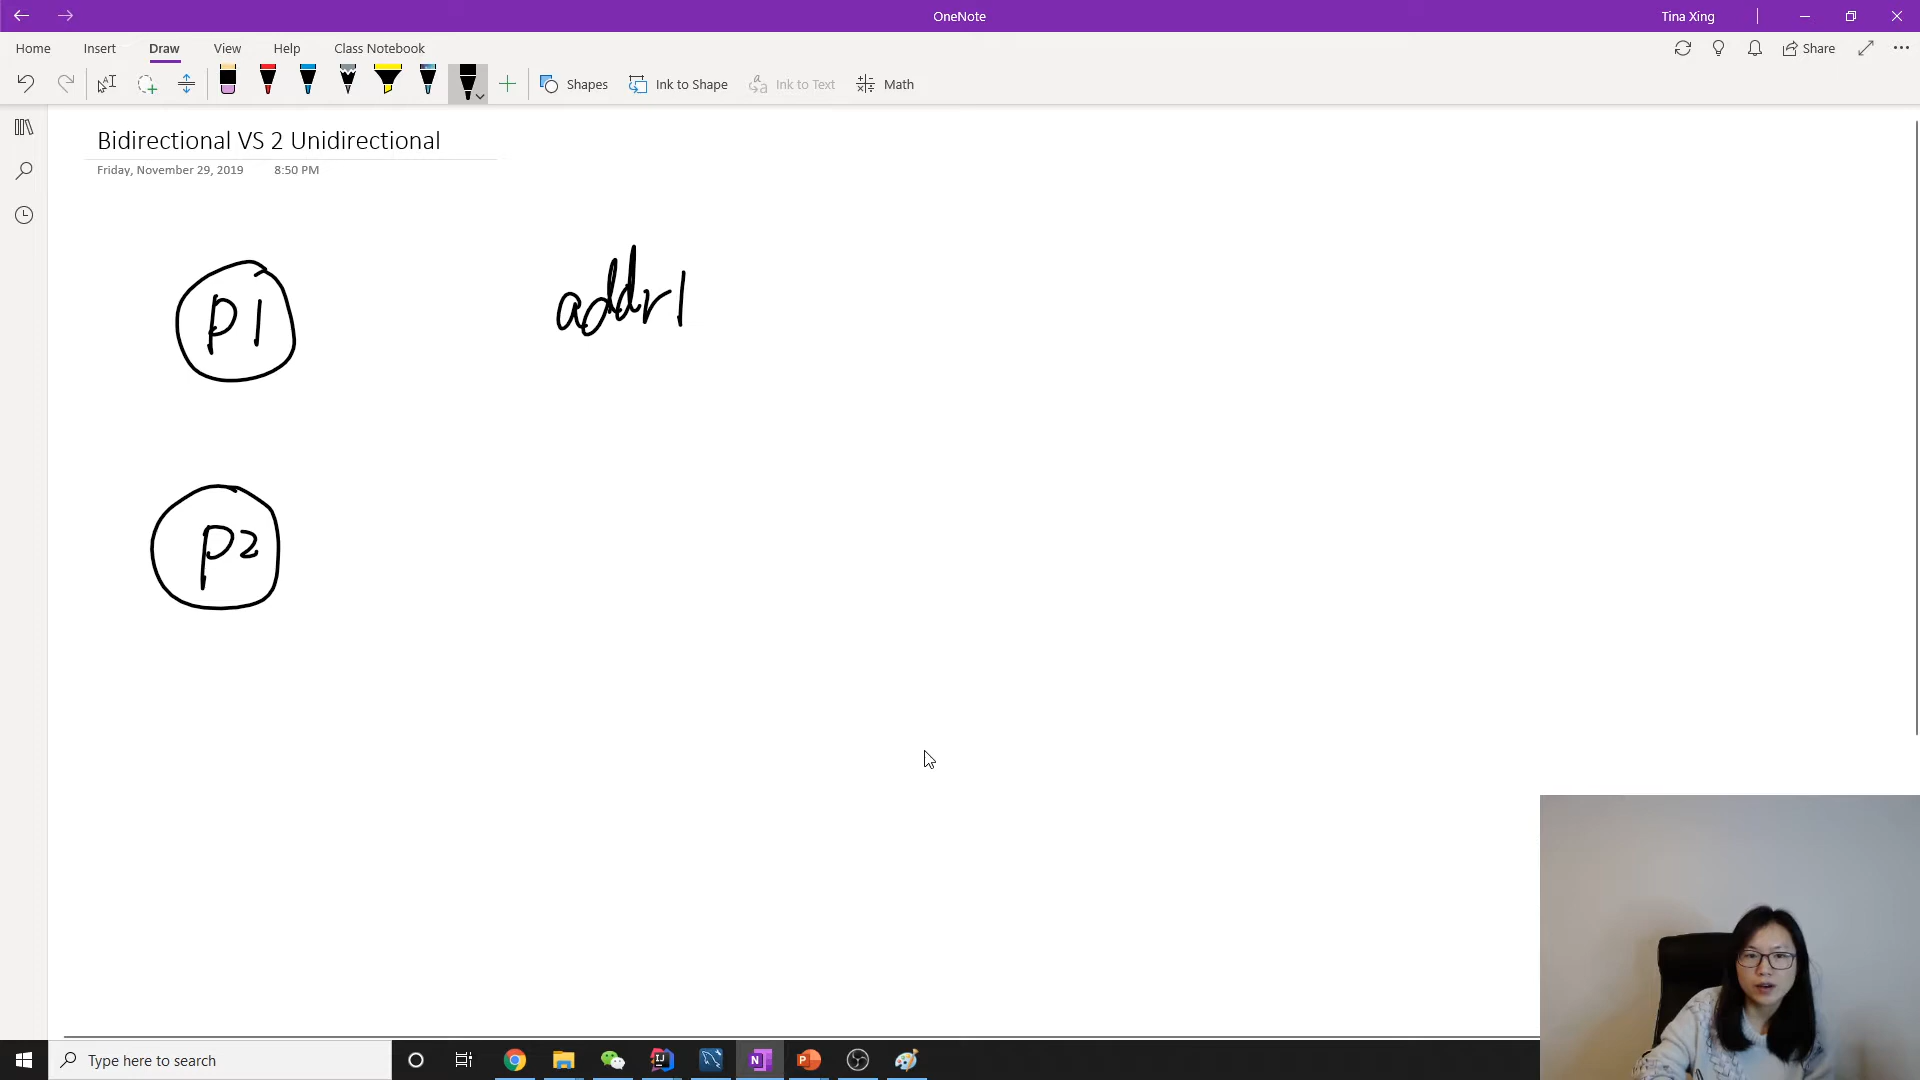 OneNote
Tina Xing
Home Insert Draw View Help Class Notebook
Share
Shapes Ink to Shape Ink to Text Math
Bidirectional VS 2 Unidirectional
Friday, November 29, 2019 8:50 PM
p1
addr1
p2
Type here to search